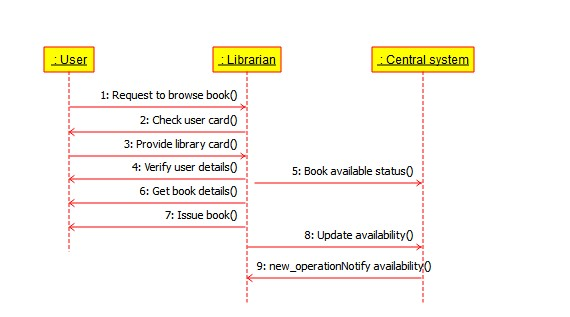 : User
: Librarian
: Central system
1: Request to browse book()
2: Check user card()
3: Provide library card()
4: Verify user details()
5: Book available status()
6: Get book details()
7: Issue book()
8: Update availability()
9: new_operationNotify availability()